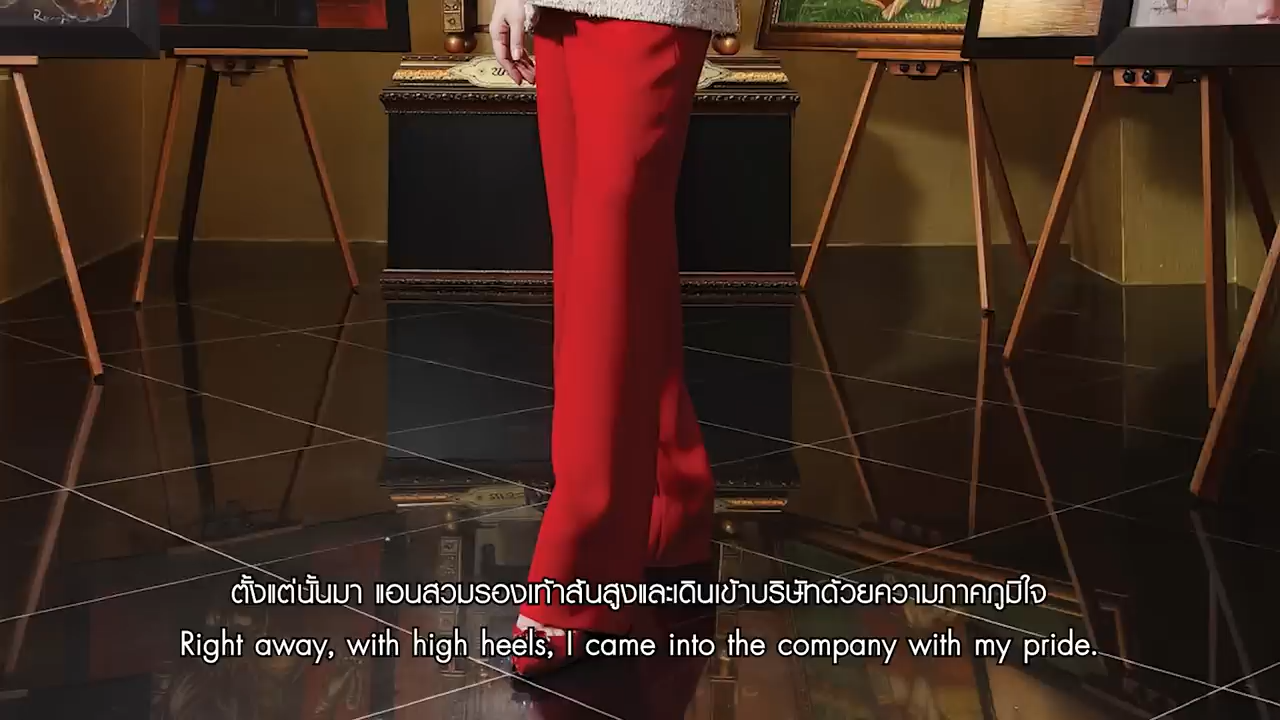 ตั้งแต่นั้นมา แอนสวมรองเท้าส้นสูงและเดินเข้าบริษัทด้วยความภาคภูมิใจ
Right away, with high heels, I came into the company with my pride.